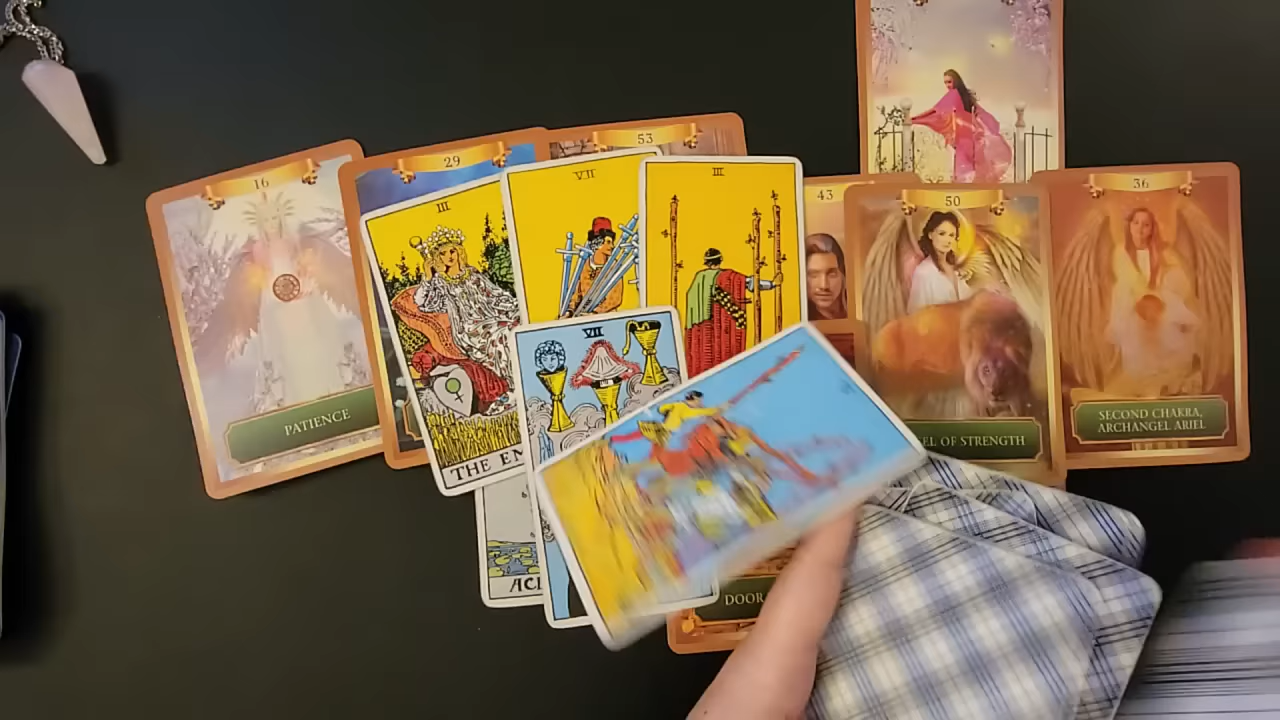 16
PATIENCE
29
53
III
THE EM
VII
III
VII
ACE
43
50
EL OF STRENGTH
36
SECOND CHAKRA,
ARCHANGEL ARIEL
DOOR